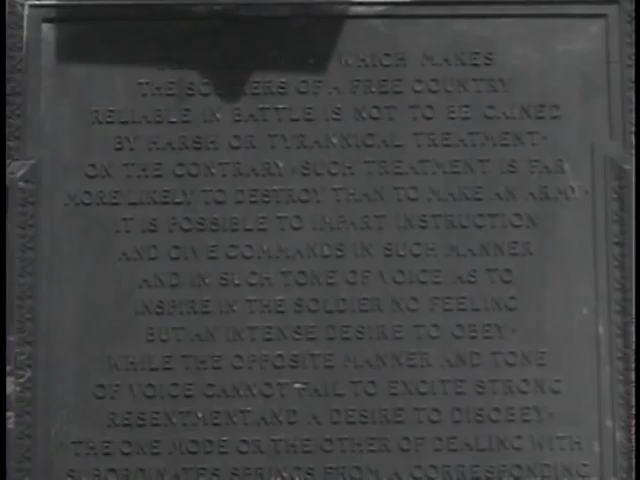 WHICH MAKES
THE SOLDIERS OF A FREE COUNTRY
RELIABLE IN BATTLE IS NOT TO BE GAINED
BY HARSH OR TYRANNICAL TREATMENT·
ON THE CONTRARY·SUCH TREATMENT IS FAR
MORE LIKELY TO DESTROY THAN TO MAKE AN ARMY·
IT IS POSSIBLE TO IMPART INSTRUCTION
AND GIVE COMMANDS IN SUCH MANNER
AND IN SUCH TONE OF VOICE AS TO
INSPIRE IN THE SOLDIER NO FEELING
BUT AN INTENSE DESIRE TO OBEY·
WHILE THE OPPOSITE MANNER AND TONE
OF VOICE CANNOT FAIL TO EXCITE STRONG
RESENTMENT AND A DESIRE TO DISOBEY·
THE ONE MODE OR THE OTHER OF DEALING WITH
SUBORDINATES SPRINGS FROM A CORRESPONDING